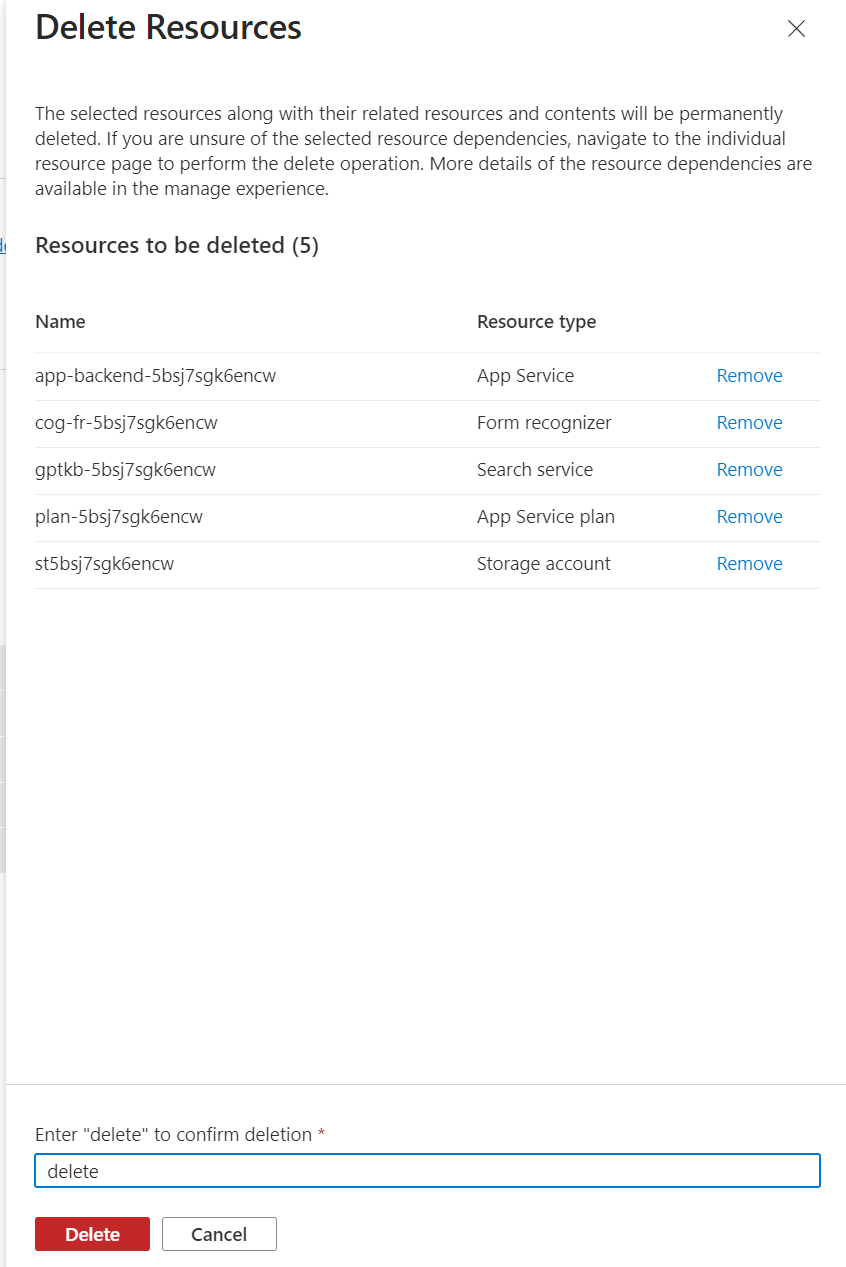 Delete Resources
The selected resources along with their related resources and contents will be permanently
deleted. If you are unsure of the selected resource dependencies, navigate to the individual
resource page to perform the delete operation. More details of the resource dependencies are
available in the manage experience.
Resources to be deleted (5)
Name Resource type
app-backend-5bsj7sgk6encw App Service Remove
cog-fr-5bsj7sgk6encw Form recognizer Remove
gptkb-5bsj7sgk6encw Search service Remove
plan-5bsj7sgk6encw App Service plan Remove
st5bsj7sgk6encw Storage account Remove
Enter "delete" to confirm deletion *
delete
Delete Cancel